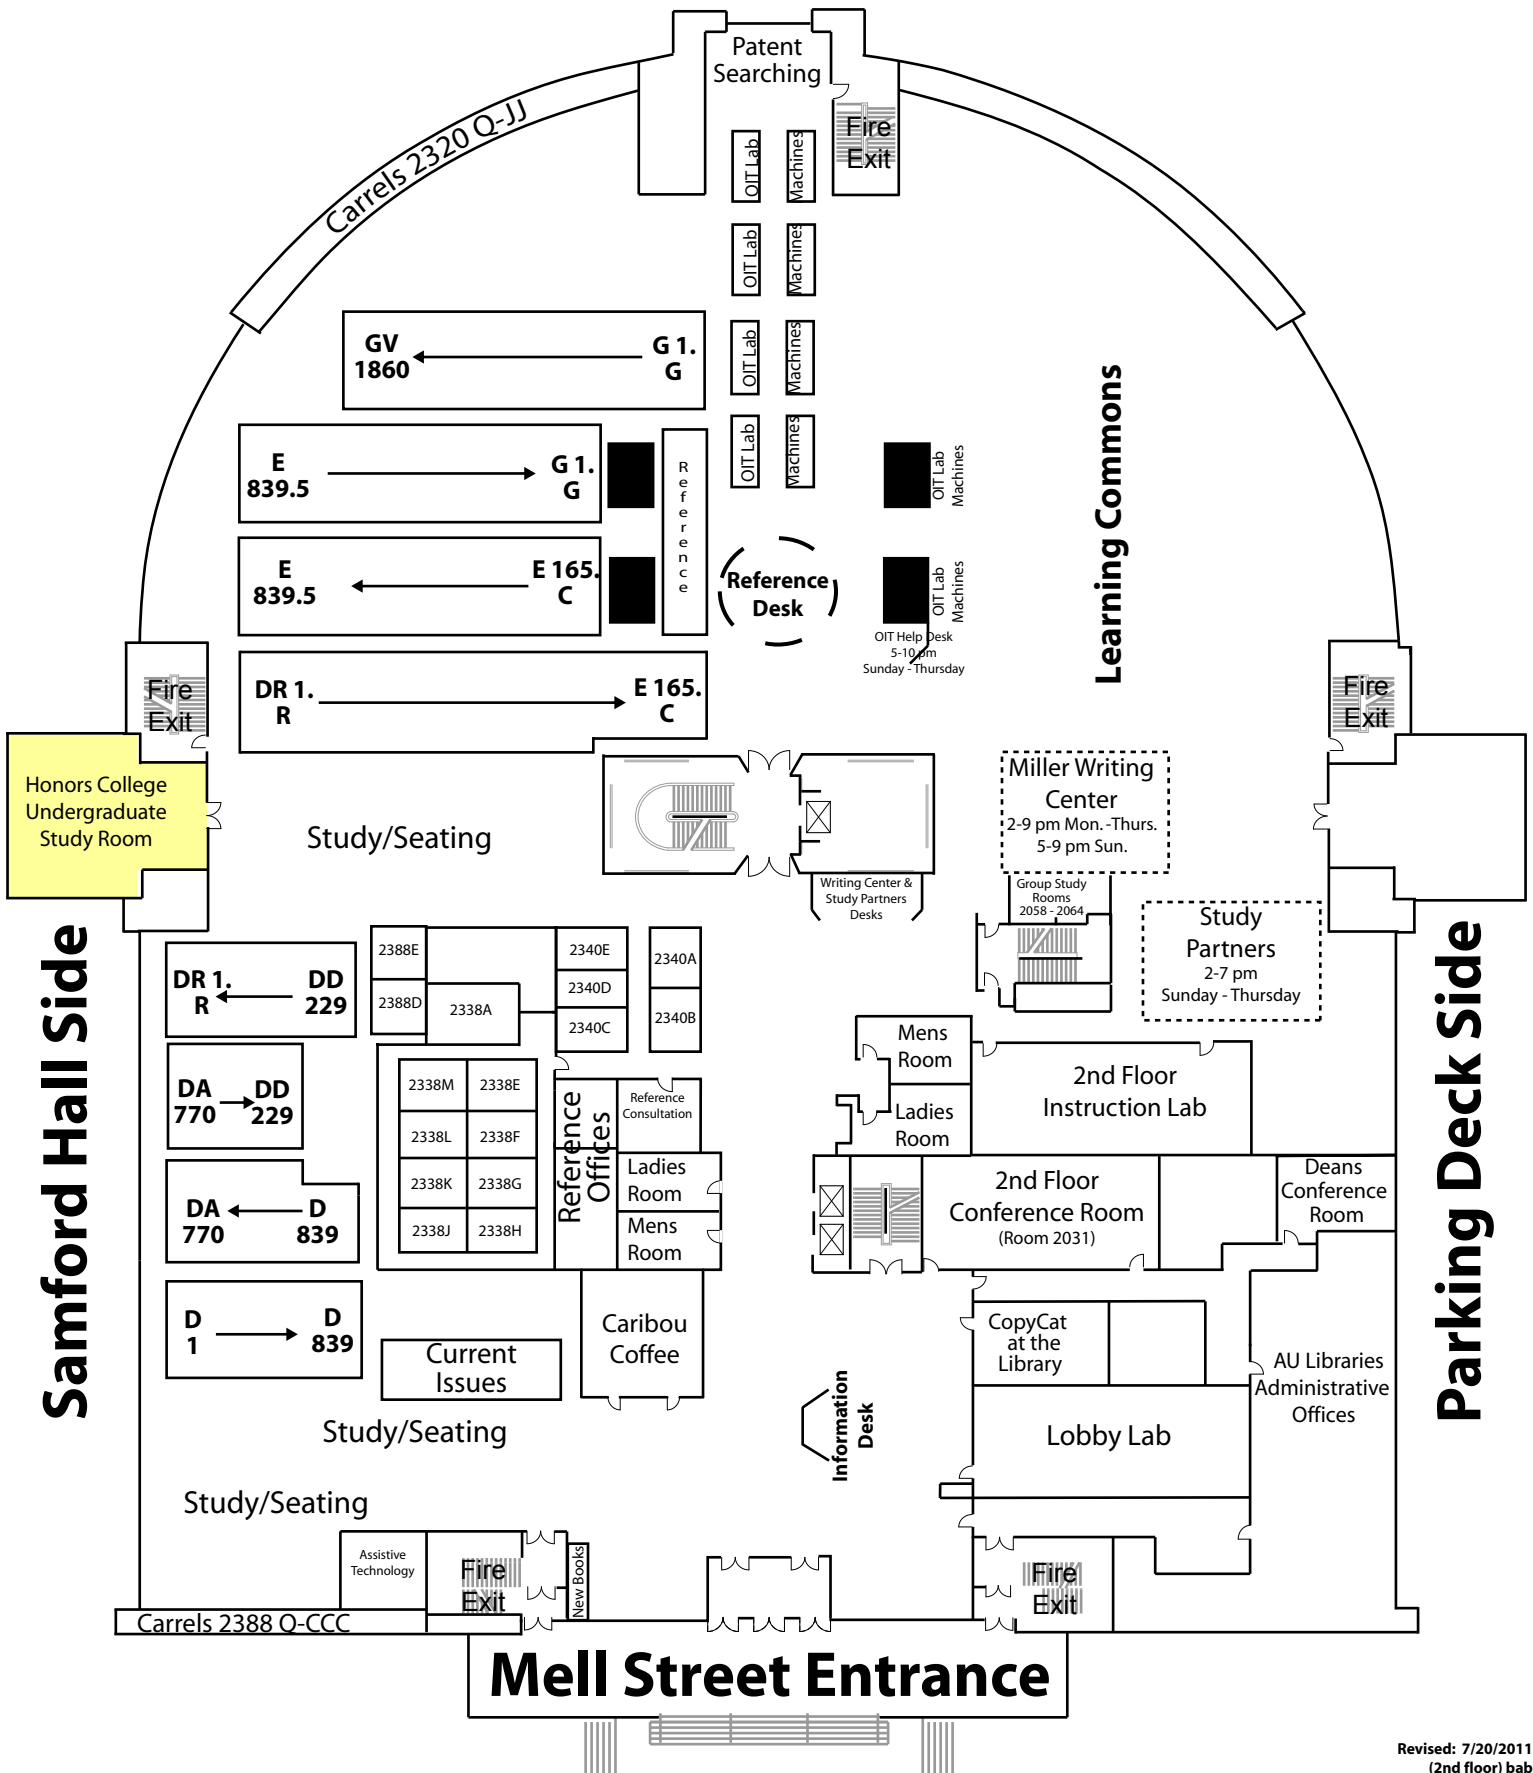 Patent
Searching
Fire
Exit
Carrels 2320 Q-JJ
OIT Lab
Machines
OIT Lab
Machines
OIT Lab
Machines
OIT Lab
Machines
GV
1860
G 1.
G
E
839.5
G 1.
G
Reference
OIT Lab
Machines
E
839.5
E 165.
C
Reference
Desk
OIT Lab
Machines
OIT Help Desk
5-10 pm
Sunday - Thursday
Learning Commons
DR 1.
R
E 165.
C
Fire
Exit
Fire
Exit
Honors College
Undergraduate
Study Room
Study/Seating
Miller Writing
Center
2-9 pm Mon. -Thurs.
5-9 pm Sun.
Writing Center &
Study Partners
Desks
Group Study
Rooms
2058 - 2064
Study
Partners
2-7 pm
Sunday - Thursday
Samford Hall Side
Parking Deck Side
DR 1.
R
DD
229
2388E
2388D
2338A
2340E
2340D
2340C
2340A
2340B
DA
770
DD
229
2338M
2338E
2338L
2338F
2338K
2338G
2338J
2338H
Reference
Offices
Reference
Consultation
Ladies
Room
Mens
Room
Mens
Room
Ladies
Room
2nd Floor
Instruction Lab
2nd Floor
Conference Room
(Room 2031)
Deans
Conference
Room
DA
770
D
839
D
1
D
839
Current
Issues
Caribou
Coffee
CopyCat
at the
Library
AU Libraries
Administrative
Offices
Information
Desk
Lobby Lab
Study/Seating
Study/Seating
Assistive
Technology
Fire
Exit
New Books
Fire
Exit
Carrels 2388 Q-CCC
Mell Street Entrance
Revised: 7/20/2011
(2nd floor) bab